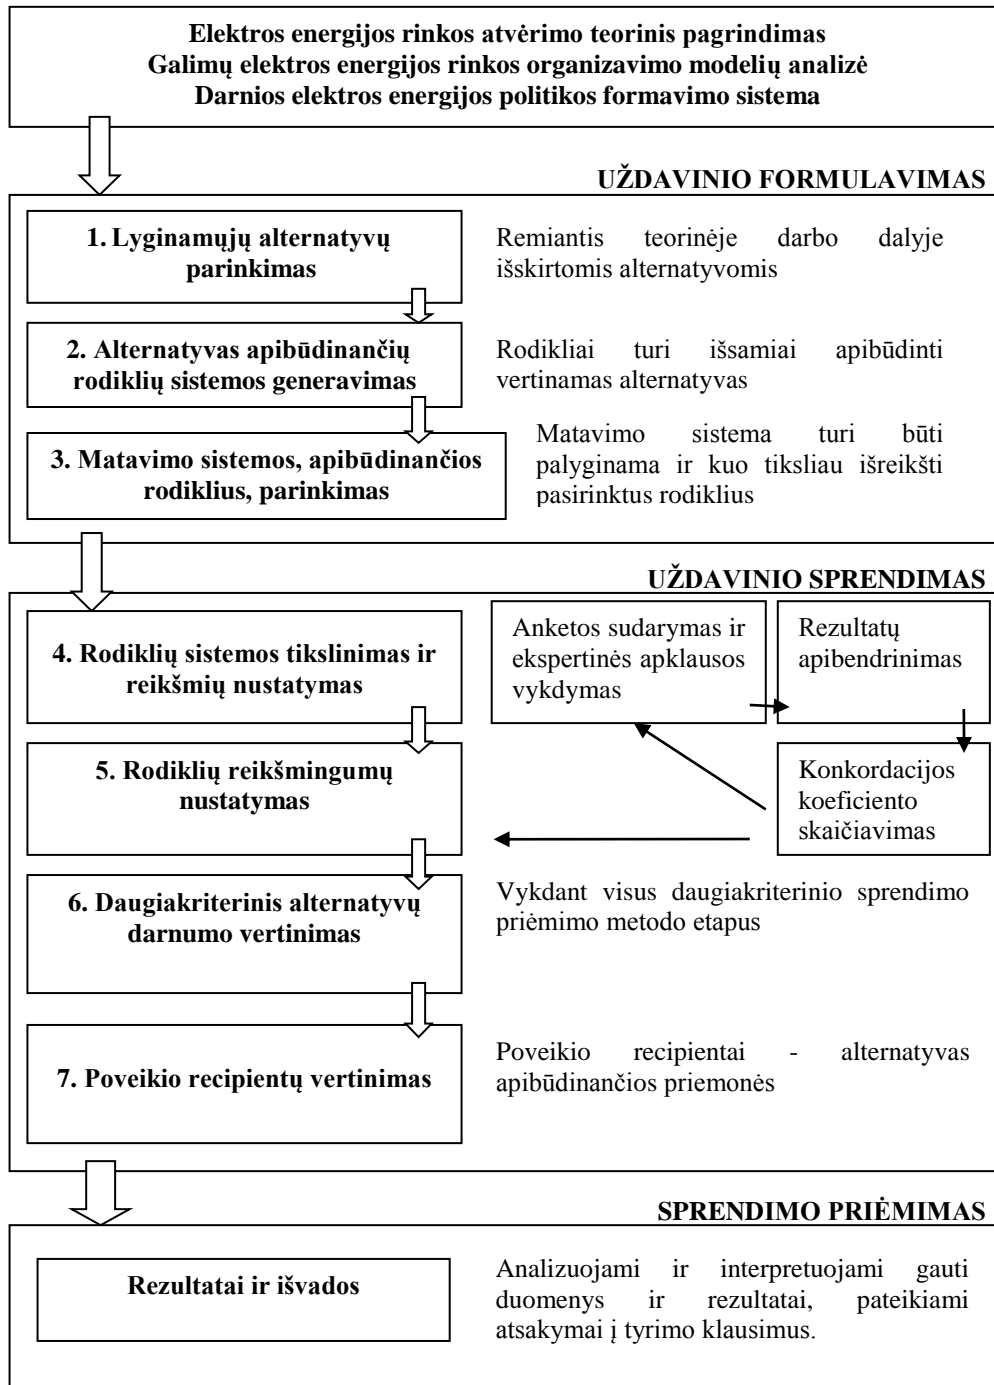 Elektros energijos rinkos atvėrimo teorinis pagrindimas
Galimų elektros energijos rinkos organizavimo modelių analizė
Darnios elektros energijos politikos formavimo sistema
UŽDAVINIO FORMULAVIMAS
1. Lyginamųjų alternatyvų
parinkimas
Remiantis teorinėje darbo dalyje
išskirtomis alternatyvomis
2. Alternatyvas apibūdinančių
rodiklių sistemos generavimas
Rodikliai turi išsamiai apibūdinti
vertinamas alternatyvas
3. Matavimo sistemos, apibūdinančios
rodiklius, parinkimas
Matavimo sistema turi būti
palyginama ir kuo tiksliau išreikšti
pasirinktus rodiklius
UŽDAVINIO SPRENDIMAS
4. Rodiklių sistemos tikslinimas ir
reikšmių nustatymas
Anketos sudarymas ir
ekspertinės apklausos
vykdymas
Rezultatų
apibendrinimas
5. Rodiklių reikšmingumų
nustatymas
Konkordacijos
koeficiento
skaičiavimas
6. Daugiakriterinis alternatyvų
darnumo vertinimas
Vykdant visus daugiakriterinio sprendimo
priėmimo metodo etapus
7. Poveikio recipientų vertinimas
Poveikio recipientai - alternatyvas
apibūdinančios priemonės
SPRENDIMO PRIĖMIMAS
Rezultatai ir išvados
Analizuojami ir interpretuojami gauti
duomenys ir rezultatai, pateikiami
atsakymai į tyrimo klausimus.